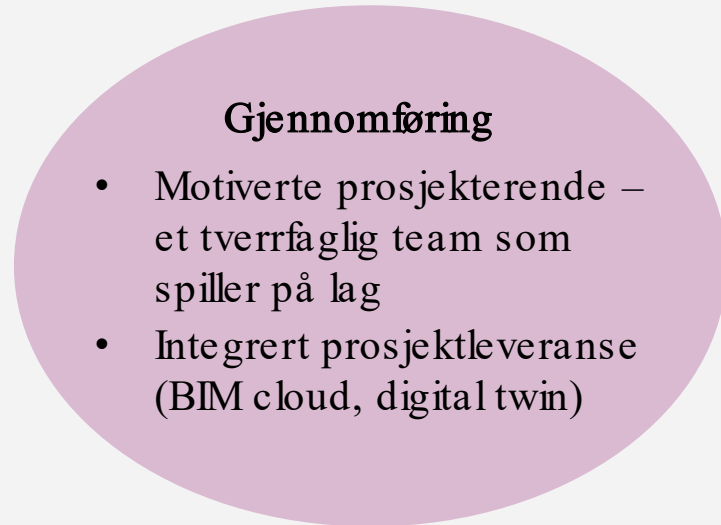 Gjennomføring
• Motiverte prosjekterende –
et tverrfaglig team som
spiller på lag
• Integrert prosjektleveranse
(BIM cloud, digital twin)